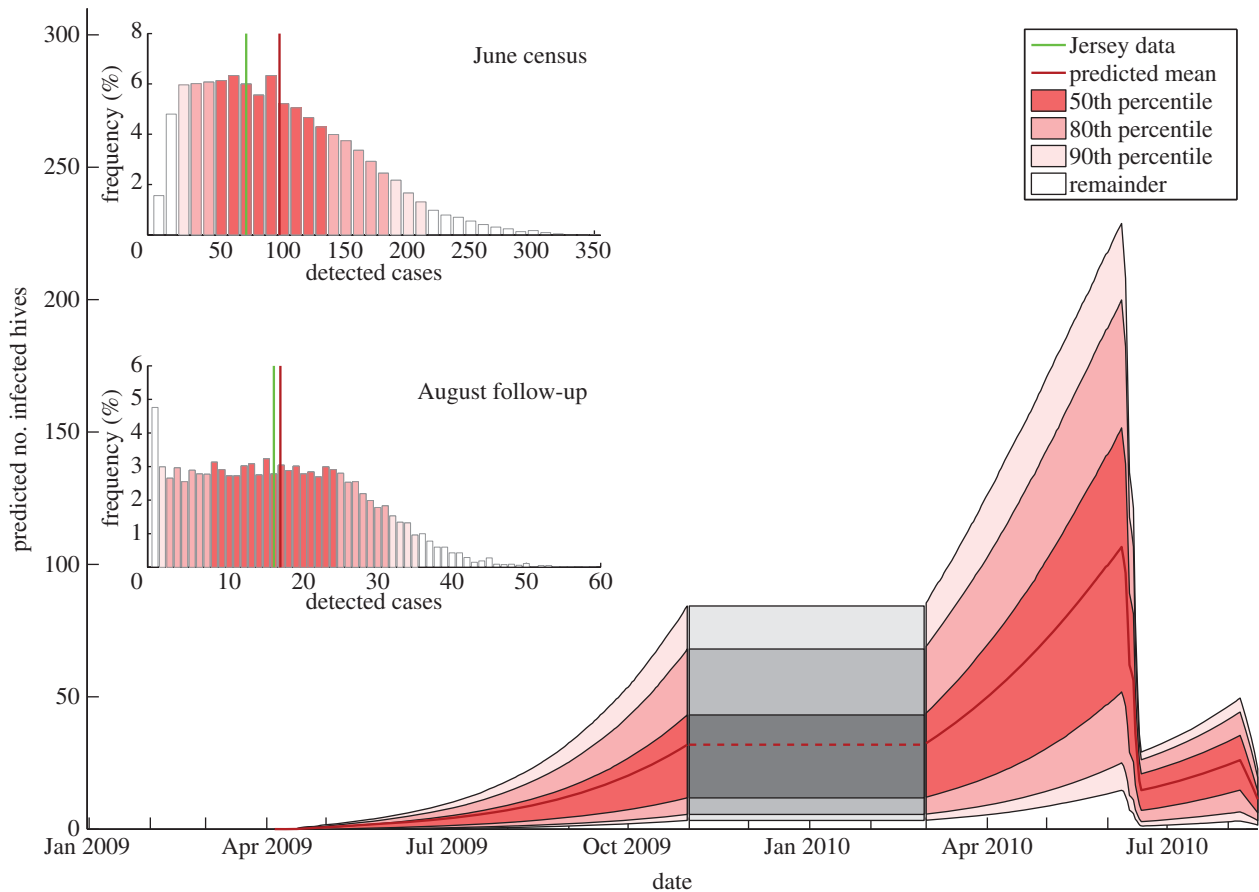 300
250
200
150
100
50
0
predicted no. infected hives
Jan 2009
Apr 2009
Jul 2009
Oct 2009
Jan 2010
Apr 2010
Jul 2010
date
8
6
4
2
0
frequency (%)
June census
50
100
150
200
250
300
350
detected cases
6
5
4
3
2
1
0
frequency (%)
August follow-up
10
20
30
40
50
60
detected cases
Jersey data
predicted mean
50th percentile
80th percentile
90th percentile
remainder